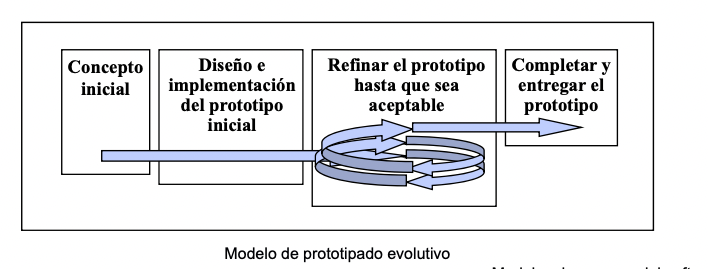 Concepto
inicial
Diseño e
implementación
del prototipo
inicial
Refinar el prototipo
hasta que sea
aceptable
Completar y
entregar el
prototipo
Modelo de prototipado evolutivo